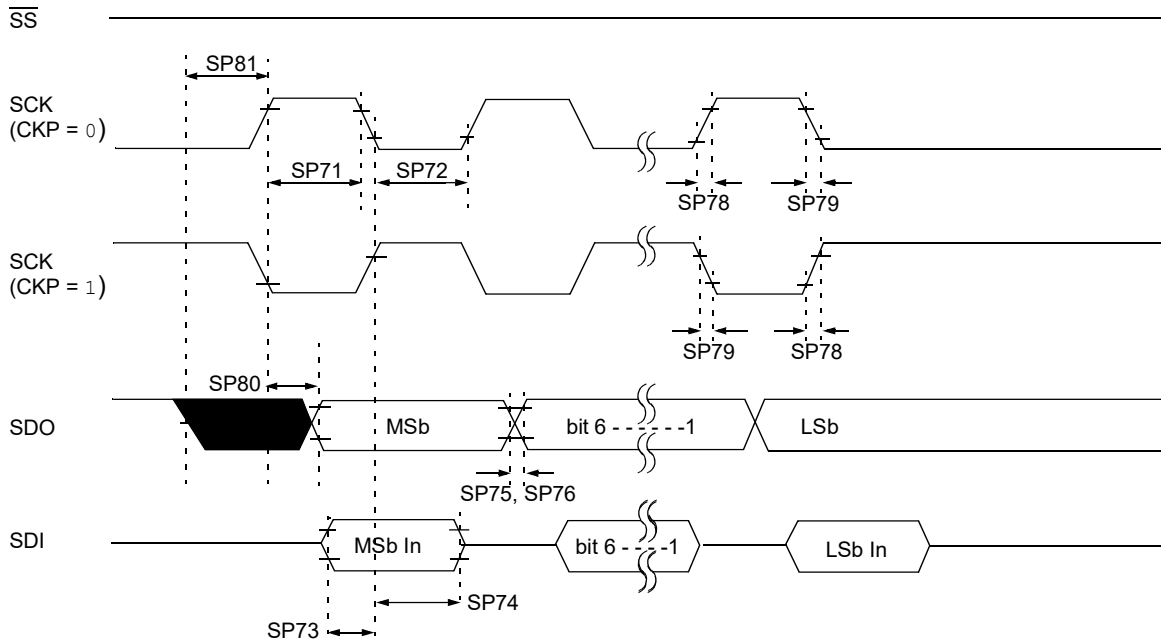 SS
SP81
SCK
(CKP = 0)
SP71
SP72
SP78
SP79
SCK
(CKP = 1)
SP79
SP78
SP80
SDO
MSb
bit 6 - - - - - -1
LSb
SP75, SP76
SDI
MSb In
bit 6 - - - - -1
LSb In
SP74
SP73